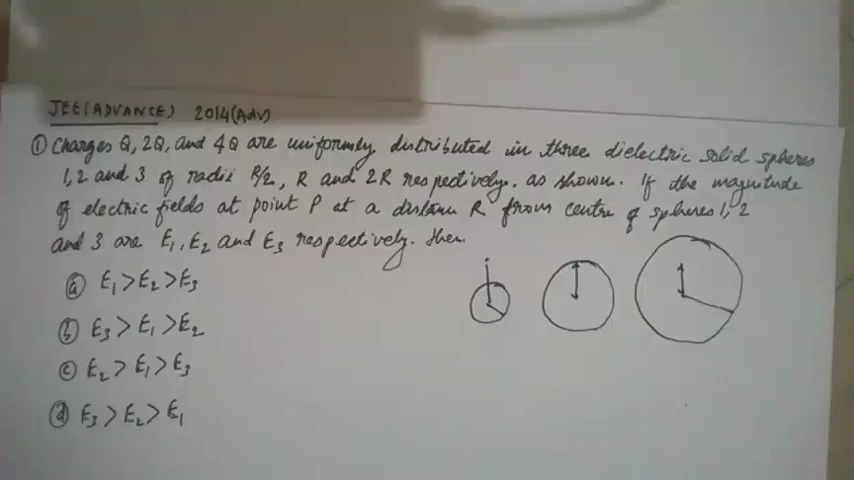 JEE(ADVANCE) 2014(Adv)
① Charges Q, 2Q, and 4Q are uniformly distributed in three dielectric solid spheres
1,2 and 3 of radii R/2, R and 2R respectively. as shown. If the magnitude
of electric fields at point P at a distance R from centre of spheres 1, 2
and 3 are E₁, E₂ and E₃ respectively. then.
ⓐ E₁ > E₂ > E₃
ⓑ E₃ > E₁ > E₂
ⓒ E₂ > E₁ > E₃
ⓓ E₃ > E₂ > E₁